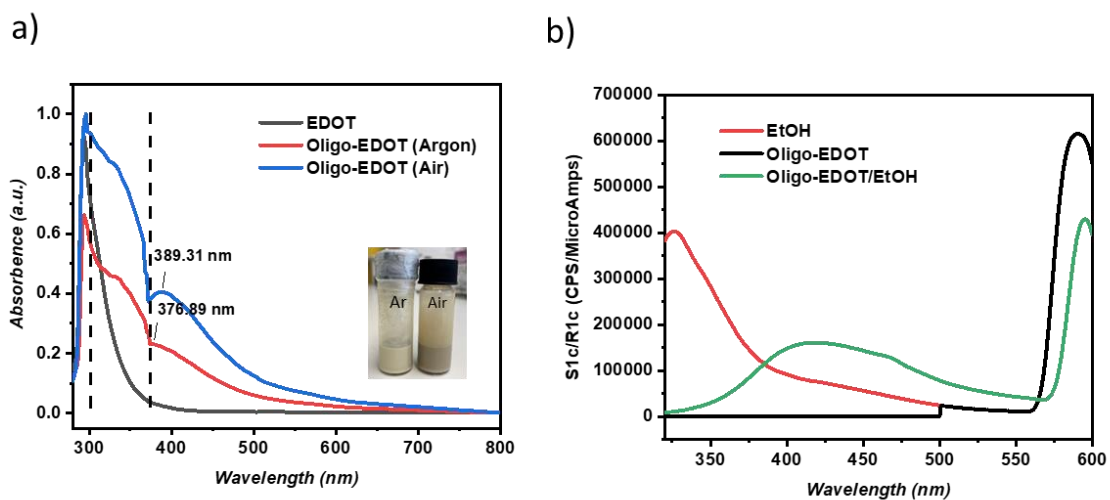 a)
EDOT
Oligo-EDOT (Argon)
Oligo-EDOT (Air)
389.31 nm
376.89 nm
Ar
Air
1.0
0.8
0.6
0.4
0.2
0.0
Absorbence (a.u.)
300
400
500
600
700
800
Wavelength (nm)
b)
EtOH
Oligo-EDOT
Oligo-EDOT/EtOH
700000
600000
500000
400000
300000
200000
100000
0
S1c/R1c (CPS/MicroAmps)
350
400
450
500
550
600
Wavelength (nm)